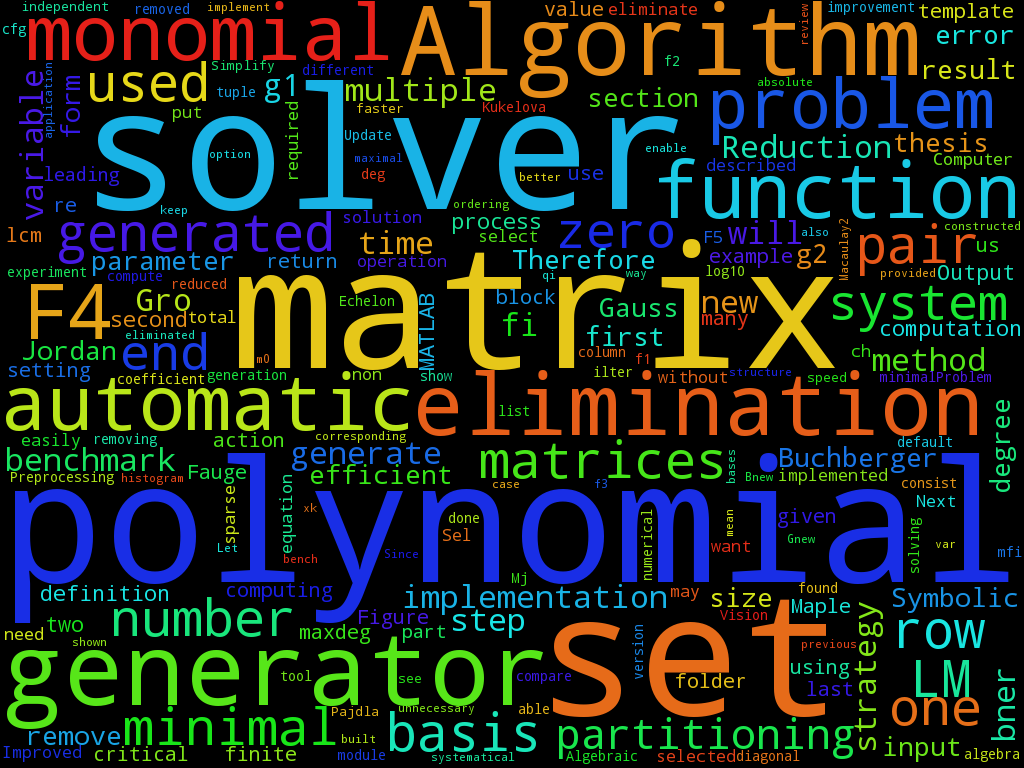 independent removed implement value eliminate improvement template
cfg monomial Algorithm review error
Simplify different f2 result
used tuple g1 multiple section absolute problem
variable application form put required faster Kukelova
solver Update enable Reduction thesis
option maximal described Computer
leading deg better use function
re keep ordering
lcm generated solution process zero F5 will also constructed
time select example g2 Macaulay2 pair us
parameter return operation Therefore log10 provided Output
experiment compute reduced qi way
F4 Gro matrix Echelon MATLAB block Gauss new system
second total fi first many computation
eliminated
Jordan end m0 column f1 ch method
setting coefficient generation non show ilter without structure speed minimalProblem
automatic elimination list degree
easily removing action corresponding default
benchmark generate matrices bases Buchberger
Preprocessing histogram Fauge efficient case f3 Bnew implemented consist
polynomial sparse equation xk done numerical mean given Next
Let bench Since Sel want Gnew solving var mfi
definition computing Mj implementation may size found Maple Symbolic
need two number Figure step Vision
shown maxdeg part version previous strategy row
generator tool see compare set folder using last LM
Pajdla unnecessary able one bner
remove minimal built basis partitioning input
Improved critical finite module systematical Algebraic selected diagonal algebra